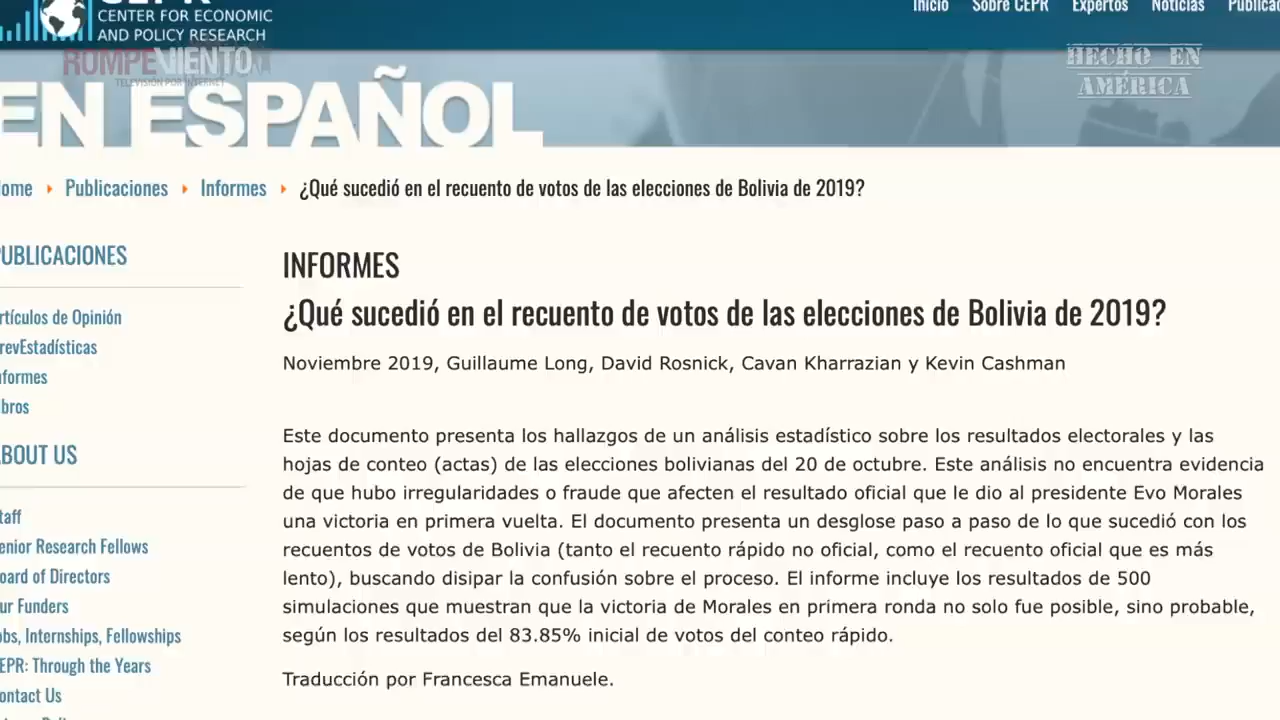 CEPR
CENTER FOR ECONOMIC
AND POLICY RESEARCH
Inicio Sobre CEPR Expertos Noticias Publicac
ROMPEVIENTO
TELEVISIÓN POR INTERNET
HECHO EN
AMÉRICA
EN ESPAÑOL
ome Publicaciones Informes ¿Qué sucedió en el recuento de votos de las elecciones de Bolivia de 2019?
PUBLICACIONES
rtículos de Opinión
revEstadísticas
nformes
ibros
ABOUT US
taff
enior Research Fellows
oard of Directors
ur Funders
obs, Internships, Fellowships
EPR: Through the Years
ontact Us
INFORMES
¿Qué sucedió en el recuento de votos de las elecciones de Bolivia de 2019?
Noviembre 2019, Guillaume Long, David Rosnick, Cavan Kharrazian y Kevin Cashman
Este documento presenta los hallazgos de un análisis estadístico sobre los resultados electorales y las
hojas de conteo (actas) de las elecciones bolivianas del 20 de octubre. Este análisis no encuentra evidencia
de que hubo irregularidades o fraude que afecten el resultado oficial que le dio al presidente Evo Morales
una victoria en primera vuelta. El documento presenta un desglose paso a paso de lo que sucedió con los
recuentos de votos de Bolivia (tanto el recuento rápido no oficial, como el recuento oficial que es más
lento), buscando disipar la confusión sobre el proceso. El informe incluye los resultados de 500
simulaciones que muestran que la victoria de Morales en primera ronda no solo fue posible, sino probable,
según los resultados del 83.85% inicial de votos del conteo rápido.
Traducción por Francesca Emanuele.